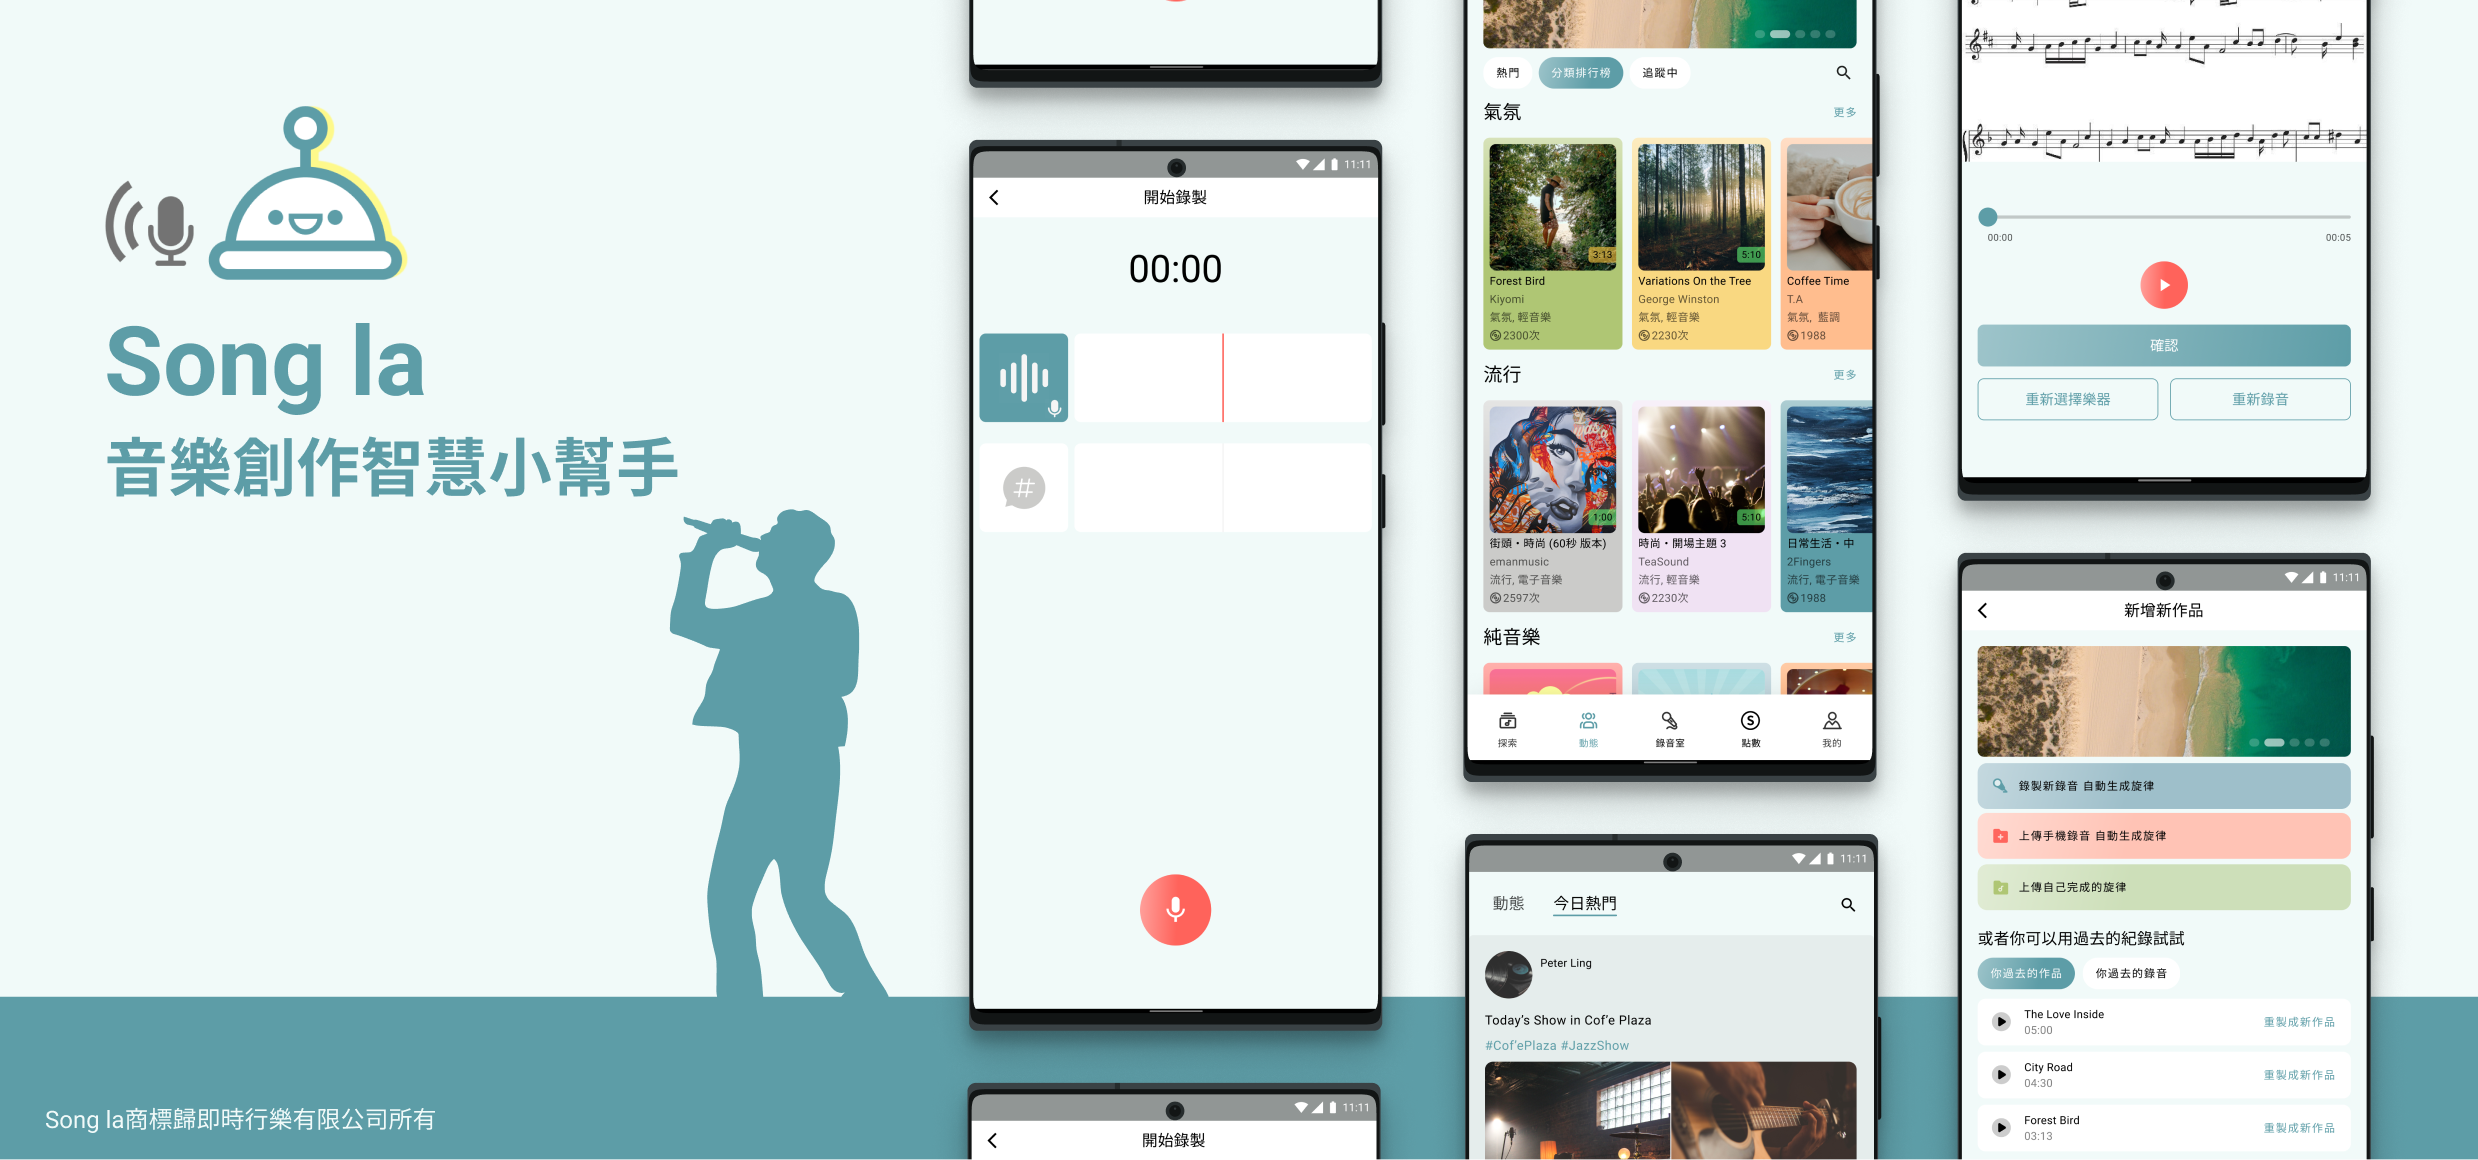 Song la
音樂創作智慧小幫手
Song la商標歸即時行樂有限公司所有
11:11
開始錄製
00:00
#
11:11
開始錄製
熱門
分類排行榜
追蹤中
氣氛
更多
3:13
Forest Bird
Kiyomi
氣氛, 輕音樂
2300次
5:10
Variations On the Tree
George Winston
氣氛, 輕音樂
2230次
Coffee Time
T.A
氣氛, 藍調
1988
流行
更多
1:00
街頭・時尚 (60秒 版本)
emanmusic
流行, 電子音樂
2597次
5:10
時尚・開場主題 3
TeaSound
流行, 輕音樂
2230次
日常生活・中
2Fingers
流行, 電子音樂
1988
純音樂
更多
探索
動態
錄音室
點數
我的
11:11
動態
今日熱門
Peter Ling
Today's Show in Cof'e Plaza
#Cof'ePlaza #JazzShow
00:00
00:05
確認
重新選擇樂器
重新錄音
11:11
新增新作品
錄製新錄音 自動生成旋律
上傳手機錄音 自動生成旋律
上傳自己完成的旋律
或者你可以用過去的紀錄試試
你過去的作品
你過去的錄音
The Love Inside
05:00
重製成新作品
City Road
04:30
重製成新作品
Forest Bird
03:13
重製成新作品